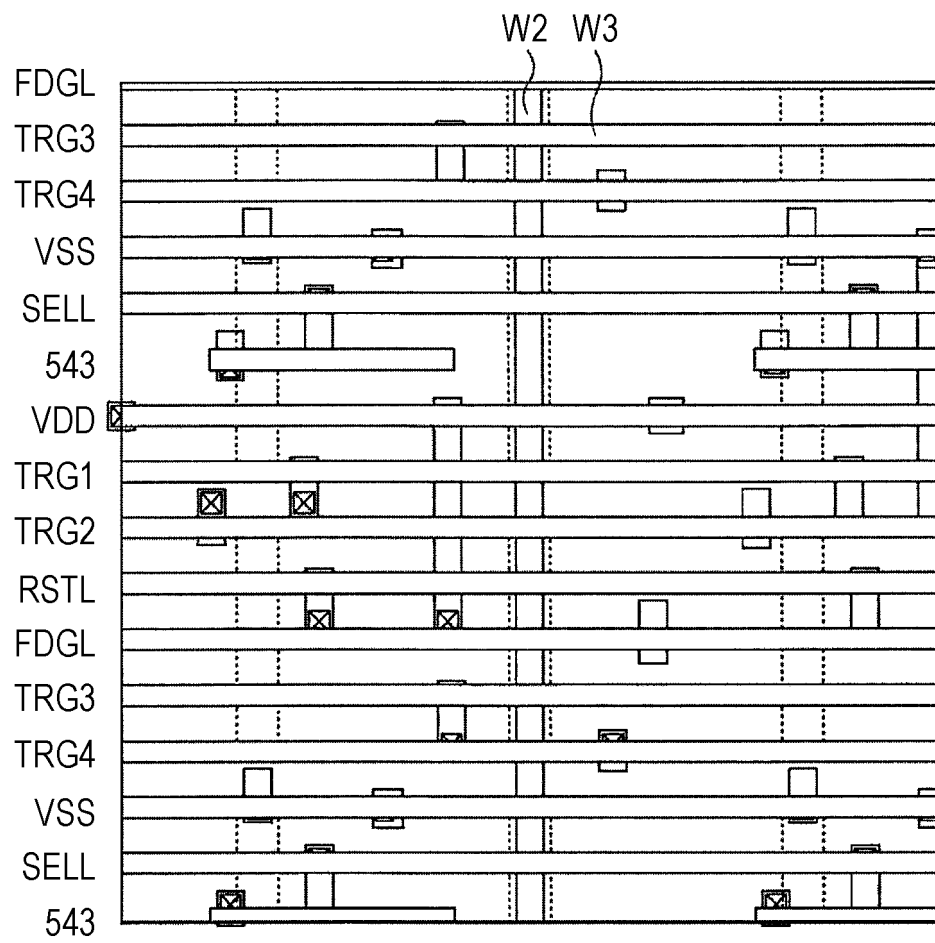 W2 W3
FDGL
TRG3
TRG4
VSS
SELL
543
VDD
TRG1
TRG2
RSTL
FDGL
TRG3
TRG4
VSS
SELL
543